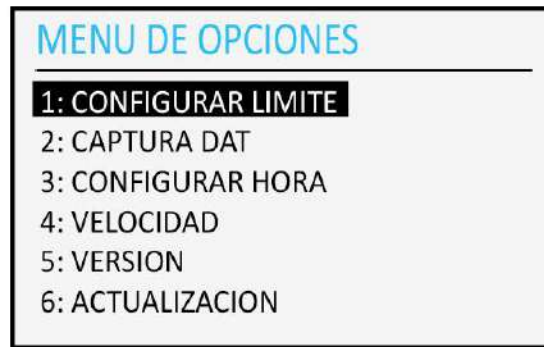 MENU DE OPCIONES
1: CONFIGURAR LIMITE
2: CAPTURA DAT
3: CONFIGURAR HORA
4: VELOCIDAD
5: VERSION
6: ACTUALIZACION